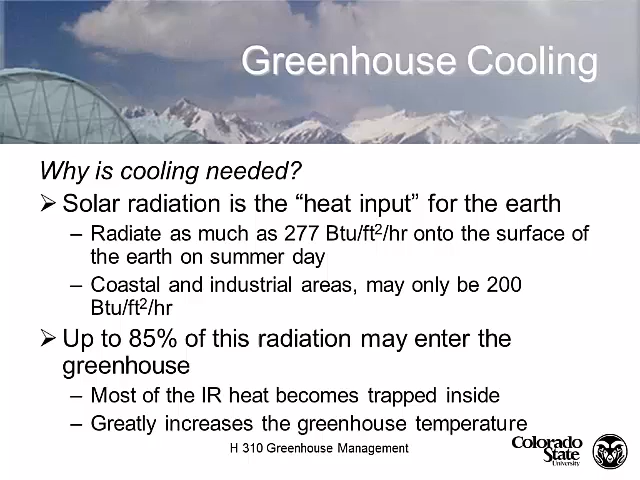 Greenhouse Cooling
Why is cooling needed?
➢ Solar radiation is the “heat input” for the earth
– Radiate as much as 277 Btu/ft²/hr onto the surface of
the earth on summer day
– Coastal and industrial areas, may only be 200
Btu/ft²/hr
➢ Up to 85% of this radiation may enter the
greenhouse
– Most of the IR heat becomes trapped inside
– Greatly increases the greenhouse temperature
H 310 Greenhouse Management
Colorado
State
University